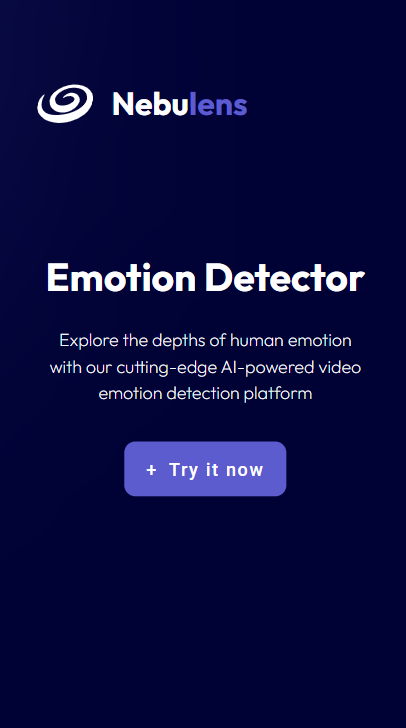 Nebulens
Emotion Detector
Explore the depths of human emotion
with our cutting-edge AI-powered video
emotion detection platform
+ Try it now